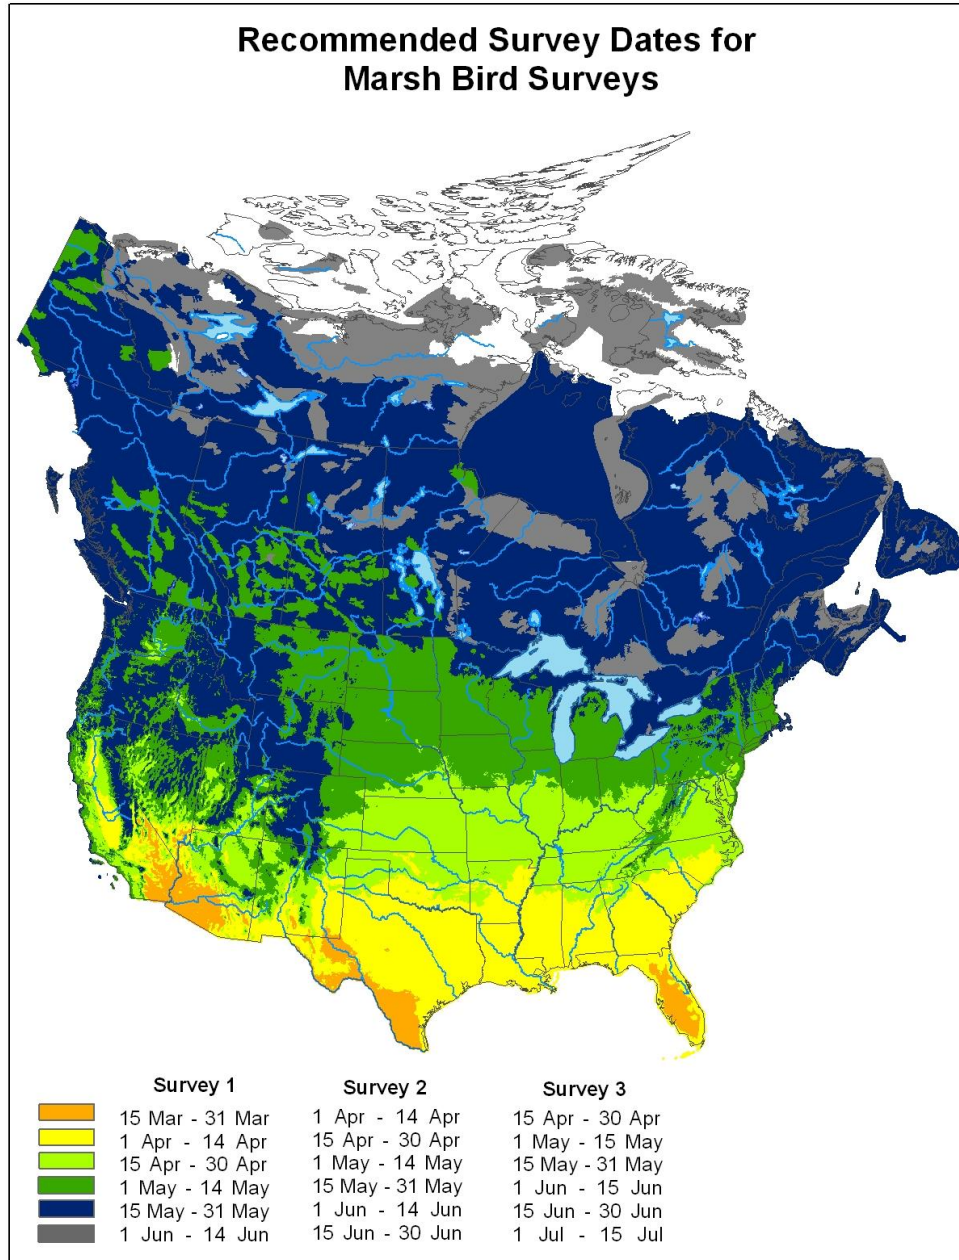 Recommended Survey Dates for
Marsh Bird Surveys
Survey 1 Survey 2 Survey 3
15 Mar - 31 Mar 1 Apr - 14 Apr 15 Apr - 30 Apr
1 Apr - 14 Apr 15 Apr - 30 Apr 1 May - 15 May
15 Apr - 30 Apr 1 May - 14 May 15 May - 31 May
1 May - 14 May 15 May - 31 May 1 Jun - 15 Jun
15 May - 31 May 1 Jun - 14 Jun 15 Jun - 30 Jun
1 Jun - 14 Jun 15 Jun - 30 Jun 1 Jul - 15 Jul